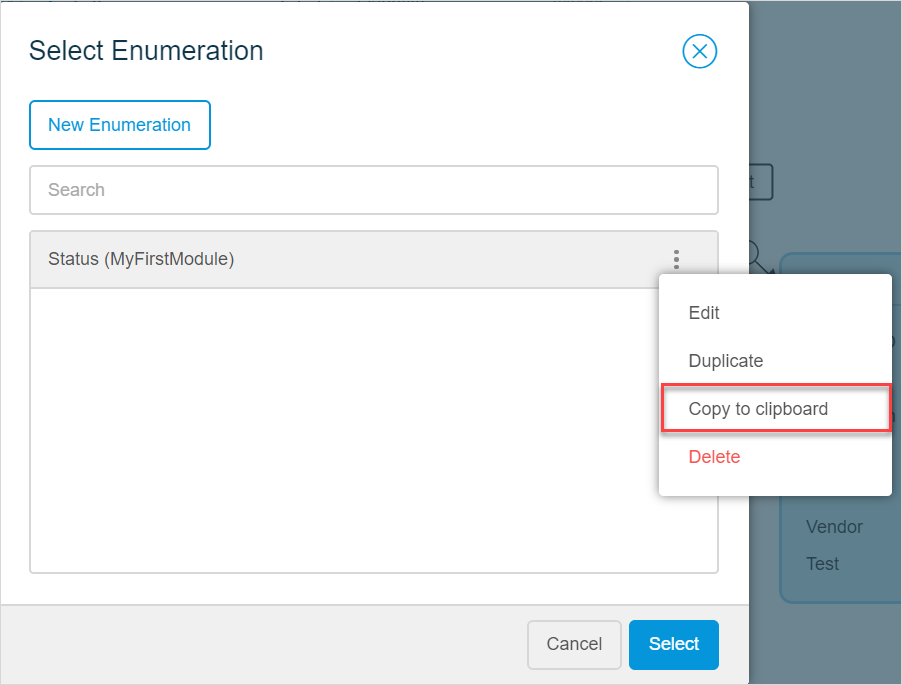 Select Enumeration
New Enumeration
Search
Status (MyFirstModule)
Edit
Duplicate
Copy to clipboard
Delete
Vendor
Test
Cancel
Select